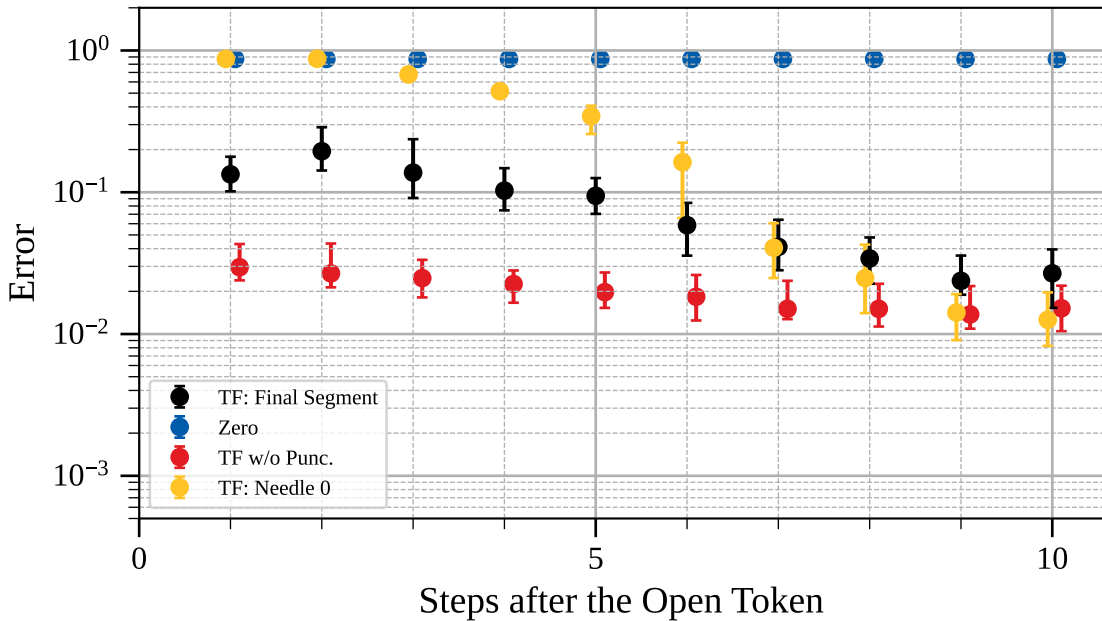 10⁰
10⁻¹
10⁻²
10⁻³
Error
TF: Final Segment
Zero
TF w/o Punc.
TF: Needle 0
0
5
10
Steps after the Open Token